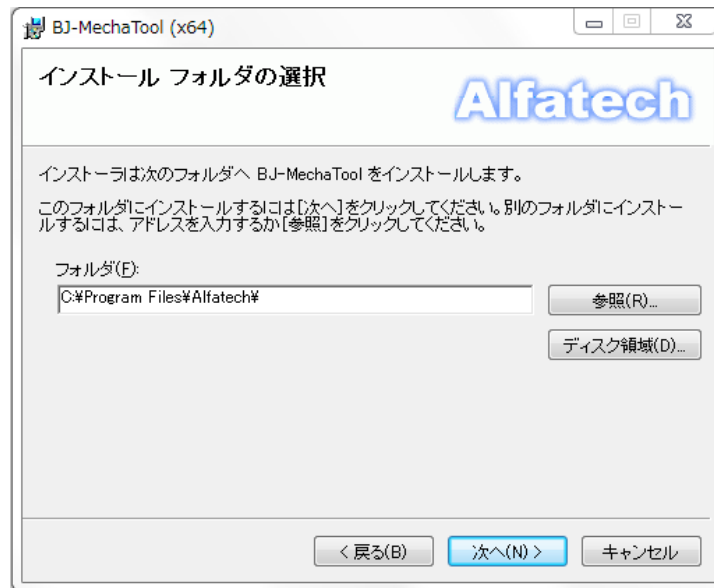 BJ-MechaTool (x64)
インストール フォルダの選択
Alfatech
インストーラは次のフォルダへ BJ-MechaTool をインストールします。
このフォルダにインストールするには[次へ]をクリックしてください。別のフォルダにインストー
ルするには、アドレスを入力するか[参照]をクリックしてください。
フォルダ(F):
C:¥Program Files¥Alfatech¥
参照(R)...
ディスク領域(D)...
< 戻る(B)
次へ(N) >
キャンセル